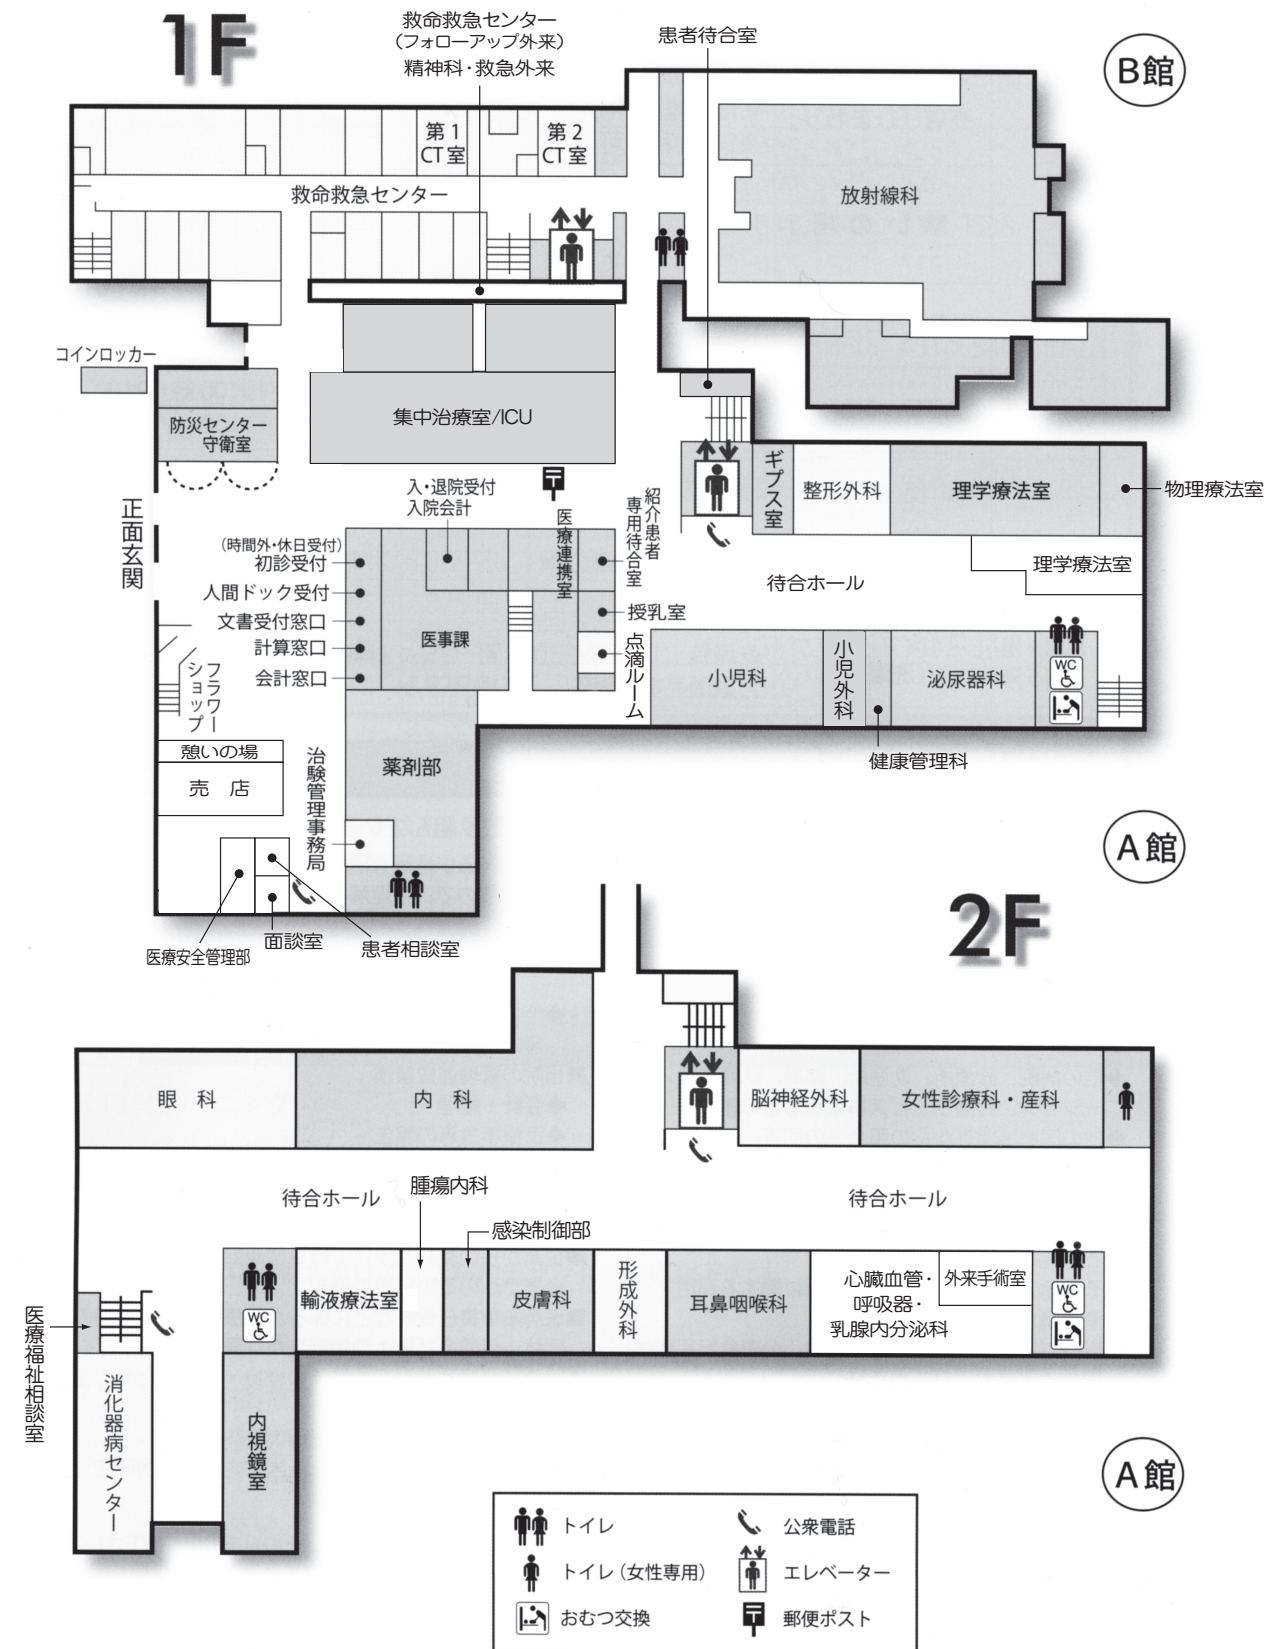 1F
救命救急センター
(フォローアップ外来)
精神科・救急外来
患者待合室
B館
第1
CT室
第2
CT室
救命救急センター
放射線科
コインロッカー
防災センター
守衛室
集中治療室/ICU
正面玄関
入・退院受付
入院会計
医療連携室
紹介患者
専用待合室
ギプス室
整形外科
理学療法室
物理療法室
(時間外・休日受付)
初診受付
人間ドック受付
文書受付窓口
計算窓口
会計窓口
医事課
授乳室
点滴ルーム
待合ホール
理学療法室
小児科
小児外科
泌尿器科
WC
健康管理科
フラワー
ショップ
憩いの場
売 店
治験管理事務局
薬剤部
医療安全管理部
面談室
患者相談室
A館
2F
眼 科
内 科
脳神経外科
女性診療科・産科
待合ホール
待合ホール
腫瘍内科
感染制御部
WC
輸液療法室
皮膚科
形成外科
耳鼻咽喉科
心臓血管・
呼吸器・
乳腺内分泌科
外来手術室
WC
医療福祉相談室
消化器病センター
内視鏡室
A館
トイレ
公衆電話
トイレ(女性専用)
エレベーター
おむつ交換
郵便ポスト